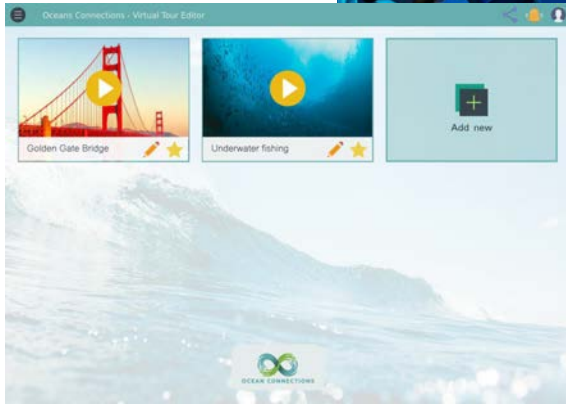 Oceans Connections - Virtual Tour Editor
Golden Gate Bridge
Underwater fishing
Add new
OCEAN CONNECTIONS